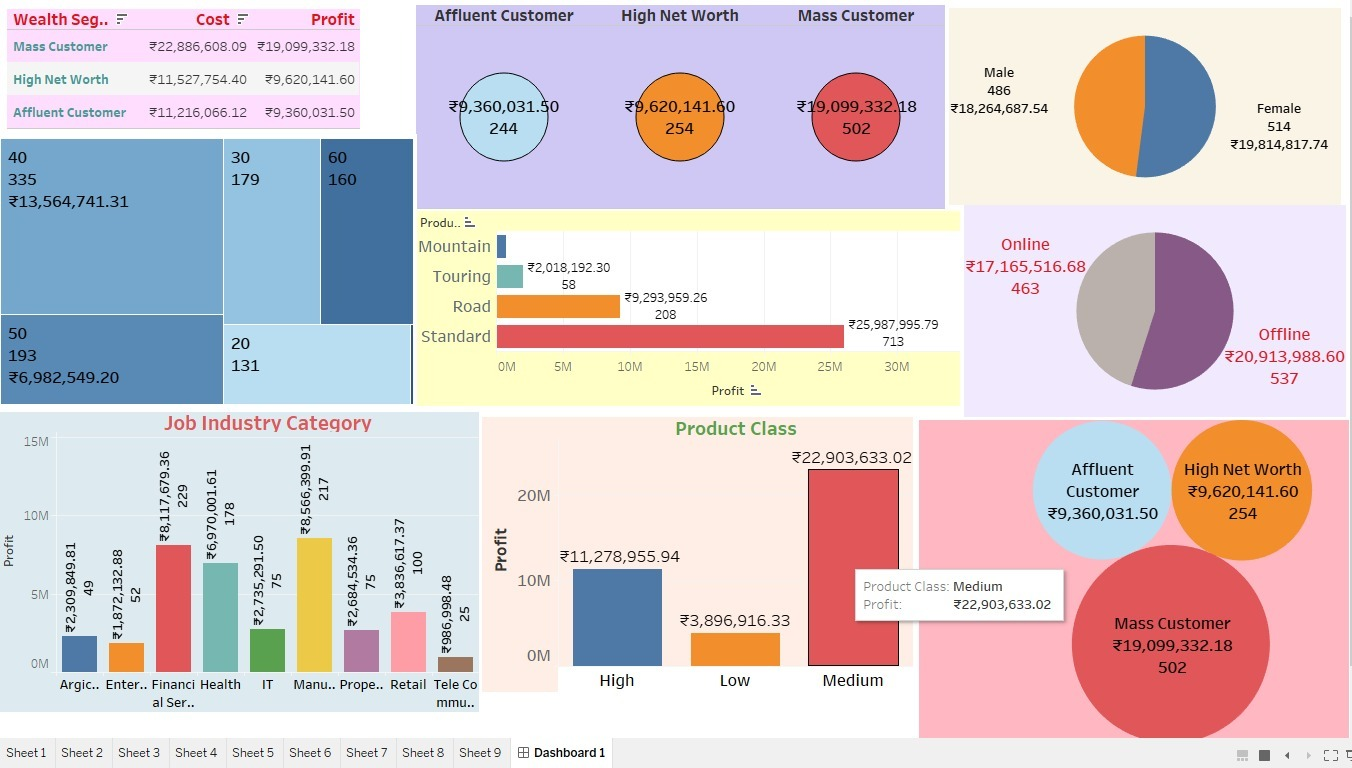 Wealth Seg.. Cost Profit
Mass Customer ₹22,886,608.09 ₹19,099,332.18
High Net Worth ₹11,527,754.40 ₹9,620,141.60
Affluent Customer ₹11,216,066.12 ₹9,360,031.50
Affluent Customer High Net Worth Mass Customer
₹9,360,031.50 ₹9,620,141.60 ₹19,099,332.18
244 254 502
Male
486
₹18,264,687.54
Female
514
₹19,814,817.74
40
335
₹13,564,741.31
30
179
60
160
50
193
₹6,982,549.20
20
131
Produ..
Mountain
Touring
₹2,018,192.30
58
Road
₹9,293,959.26
208
Standard
₹25,987,995.79
713
0M 5M 10M 15M 20M 25M 30M
Profit
Online
₹17,165,516.68
463
Offline
₹20,913,988.60
537
Job Industry Category
Profit
15M
10M
5M
0M
₹2,309,849.81
49
₹1,872,132.88
52
₹8,117,679.36
229
₹6,970,001.61
178
₹2,735,291.50
75
₹8,566,399.91
217
₹2,684,534.36
75
₹3,836,617.37
100
₹986,998.48
25
Argic.. Enter.. Financi Health IT Manu.. Prope.. Retail Tele Co
al Ser.. mmu..
Product Class
Profit
20M
10M
0M
₹11,278,955.94
₹3,896,916.33
₹22,903,633.02
High Low Medium
Product Class: Medium
Profit: ₹22,903,633.02
Affluent
Customer
₹9,360,031.50
High Net Worth
₹9,620,141.60
254
Mass Customer
₹19,099,332.18
502
Sheet 1 Sheet 2 Sheet 3 Sheet 4 Sheet 5 Sheet 6 Sheet 7 Sheet 8 Sheet 9 Dashboard 1